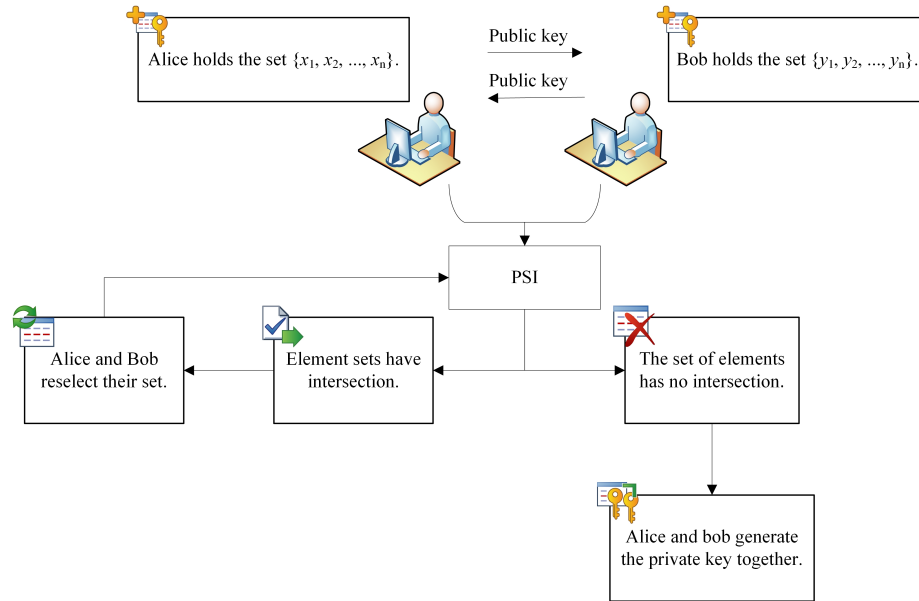 Alice holds the set {x₁, x₂, ..., xₙ}.
Public key
Public key
Bob holds the set {y₁, y₂, ..., yₙ}.
PSI
Alice and Bob
reselect their set.
Element sets have
intersection.
The set of elements
has no intersection.
Alice and bob generate
the private key together.